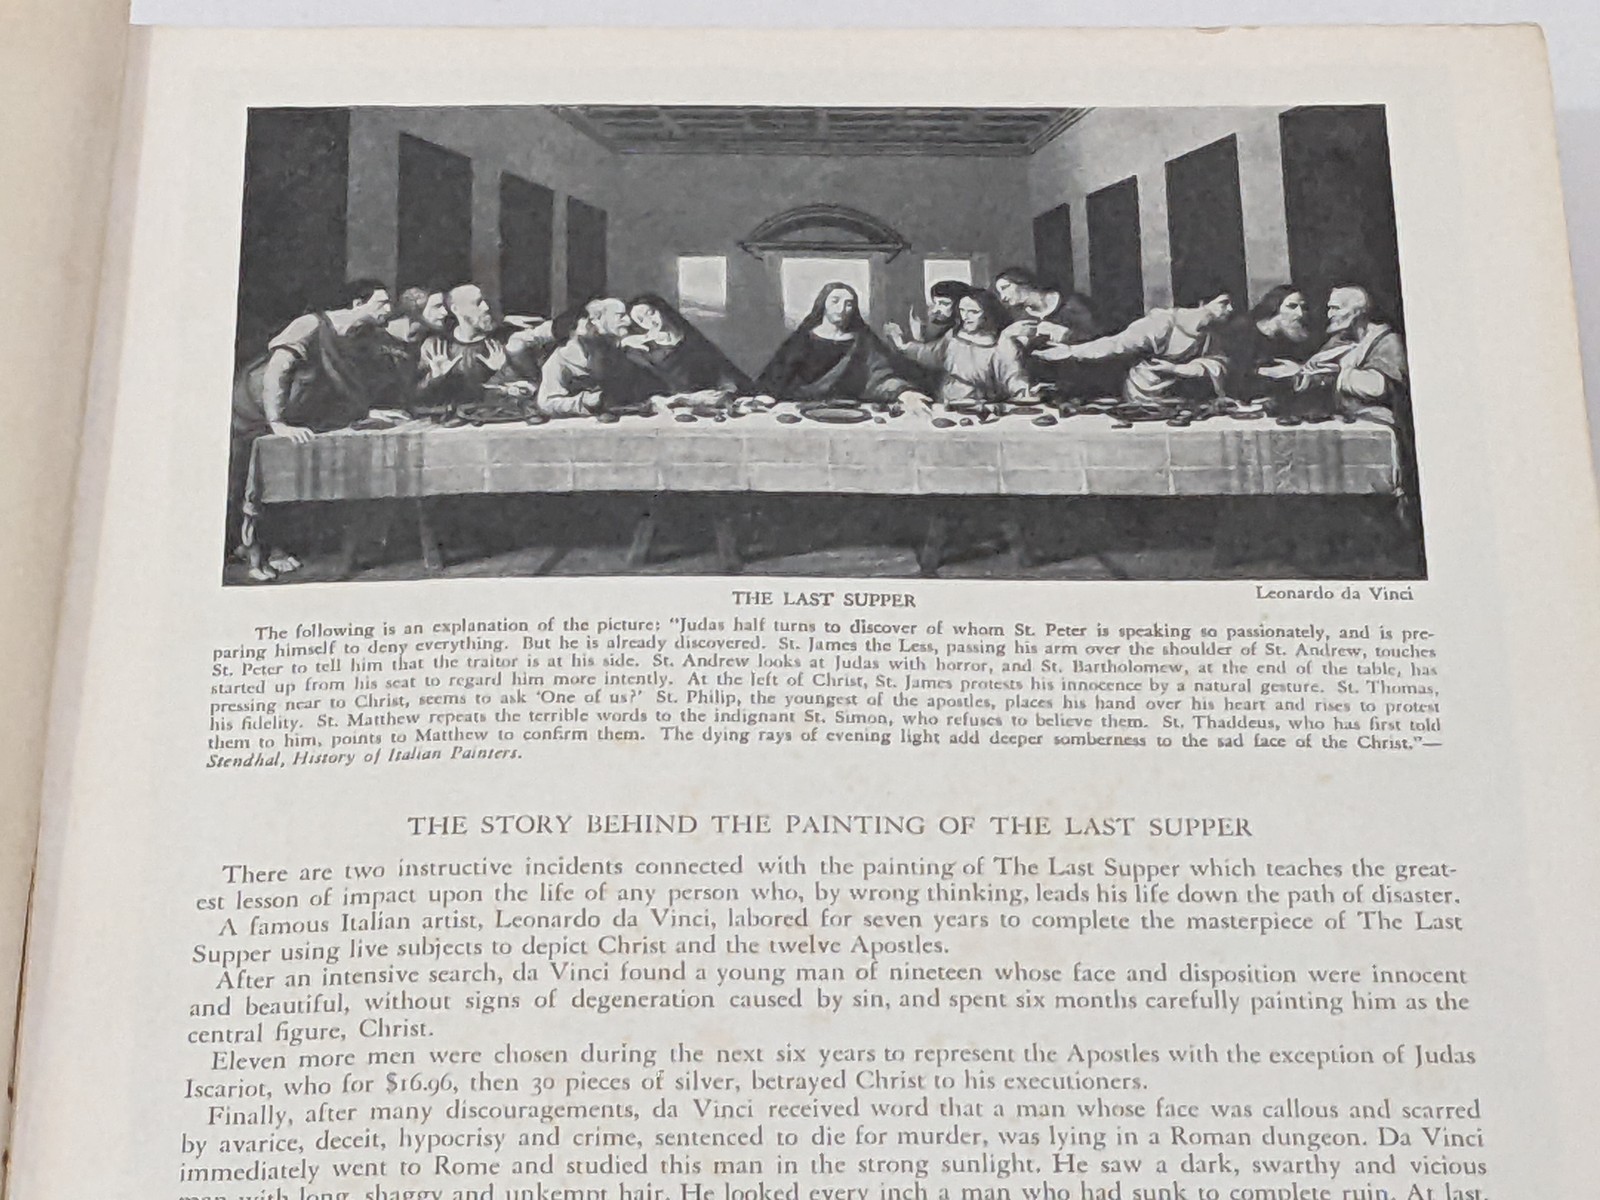 THE LAST SUPPER
Leonardo da Vinci
The following is an explanation of the picture: "Judas half turns to discover of whom St. Peter is speaking so passionately, and is pre-
paring himself to deny everything. But he is already discovered. St. James the Less, passing his arm over the shoulder of St. Andrew, touches
St. Peter to tell him that the traitor is at his side. St. Andrew looks at Judas with horror, and St. Bartholomew, at the end of the table, has
started up from his seat to regard him more intently. At the left of Christ, St. James protests his innocence by a natural gesture. St. Thomas,
pressing near to Christ, seems to ask 'One of us?' St. Philip, the youngest of the apostles, places his hand over his heart and rises to protest
his fidelity. St. Matthew repeats the terrible words to the indignant St. Simon, who refuses to believe them. St. Thaddeus, who has first told
them to him, points to Matthew to confirm them. The dying rays of evening light add deeper somberness to the sad face of the Christ."—
Stendhal, History of Italian Painters.
THE STORY BEHIND THE PAINTING OF THE LAST SUPPER
There are two instructive incidents connected with the painting of The Last Supper which teaches the great-
est lesson of impact upon the life of any person who, by wrong thinking, leads his life down the path of disaster.
A famous Italian artist, Leonardo da Vinci, labored for seven years to complete the masterpiece of The Last
Supper using live subjects to depict Christ and the twelve Apostles.
After an intensive search, da Vinci found a young man of nineteen whose face and disposition were innocent
and beautiful, without signs of degeneration caused by sin, and spent six months carefully painting him as the
central figure, Christ.
Eleven more men were chosen during the next six years to represent the Apostles with the exception of Judas
Iscariot, who for $16.96, then 30 pieces of silver, betrayed Christ to his executioners.
Finally, after many discouragements, da Vinci received word that a man whose face was callous and scarred
by avarice, deceit, hypocrisy and crime, sentenced to die for murder, was lying in a Roman dungeon. Da Vinci
immediately went to Rome and studied this man in the strong sunlight. He saw a dark, swarthy and vicious
man with long, shaggy and unkempt hair. He looked every inch a man who had sunk to complete ruin. At last,